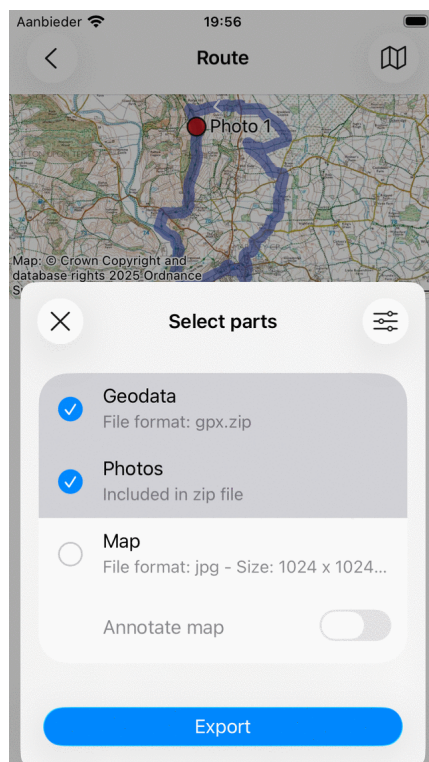 Aanbieder 19:56
Route
Photo 1
Map: © Crown Copyright and
database rights 2025 Ordnance
Select parts
Geodata
File format: gpx.zip
Photos
Included in zip file
Map
File format: jpg - Size: 1024 x 1024...
Annotate map
Export